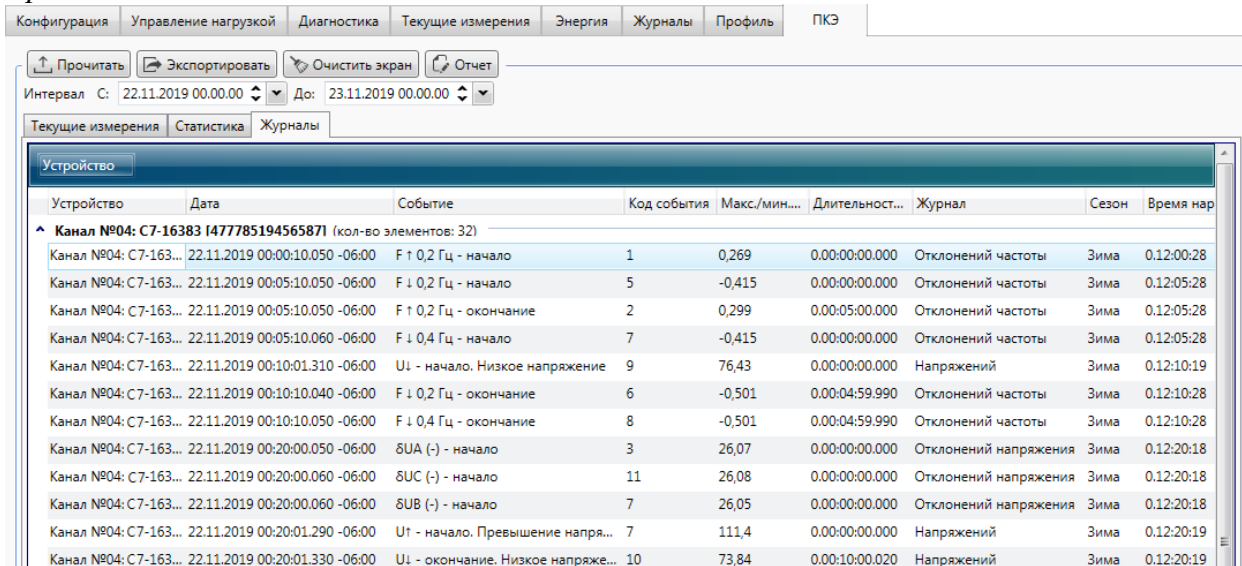 Конфигурация Управление нагрузкой Диагностика Текущие измерения Энергия Журналы Профиль ПКЭ
Прочитать Экспортировать Очистить экран Отчет
Интервал С: 22.11.2019 00.00.00 До: 23.11.2019 00.00.00
Текущие измерения Статистика Журналы
Устройство
Устройство Дата Событие Код события Макс./мин.... Длительност... Журнал Сезон Время нар
Канал №04: С7-16383 [477785194565871] (кол-во элементов: 32)
Канал №04: С7-163... 22.11.2019 00:00:10.050 -06:00 F ↑ 0,2 Гц - начало 1 0,269 0.00:00:00.000 Отклонений частоты Зима 0.12:00:28
Канал №04: С7-163... 22.11.2019 00:05:10.050 -06:00 F ↓ 0,2 Гц - начало 5 -0,415 0.00:00:00.000 Отклонений частоты Зима 0.12:05:28
Канал №04: С7-163... 22.11.2019 00:05:10.050 -06:00 F ↑ 0,2 Гц - окончание 2 0,299 0.00:05:00.000 Отклонений частоты Зима 0.12:05:28
Канал №04: С7-163... 22.11.2019 00:05:10.060 -06:00 F ↓ 0,4 Гц - начало 7 -0,415 0.00:00:00.000 Отклонений частоты Зима 0.12:05:28
Канал №04: С7-163... 22.11.2019 00:10:01.310 -06:00 U↓ - начало. Низкое напряжение 9 76,43 0.00:00:00.000 Напряжений Зима 0.12:10:19
Канал №04: С7-163... 22.11.2019 00:10:10.040 -06:00 F ↓ 0,2 Гц - окончание 6 -0,501 0.00:04:59.990 Отклонений частоты Зима 0.12:10:28
Канал №04: С7-163... 22.11.2019 00:10:10.050 -06:00 F ↓ 0,4 Гц - окончание 8 -0,501 0.00:04:59.990 Отклонений частоты Зима 0.12:10:28
Канал №04: С7-163... 22.11.2019 00:20:00.050 -06:00 δUA (-) - начало 3 26,07 0.00:00:00.000 Отклонений напряжения Зима 0.12:20:18
Канал №04: С7-163... 22.11.2019 00:20:00.060 -06:00 δUC (-) - начало 11 26,08 0.00:00:00.000 Отклонений напряжения Зима 0.12:20:18
Канал №04: С7-163... 22.11.2019 00:20:00.060 -06:00 δUB (-) - начало 7 26,05 0.00:00:00.000 Отклонений напряжения Зима 0.12:20:18
Канал №04: С7-163... 22.11.2019 00:20:01.290 -06:00 U↑ - начало. Превышение напря... 7 111,4 0.00:00:00.000 Напряжений Зима 0.12:20:19
Канал №04: С7-163... 22.11.2019 00:20:01.330 -06:00 U↓ - окончание. Низкое напряже... 10 73,84 0.00:10:00.020 Напряжений Зима 0.12:20:19